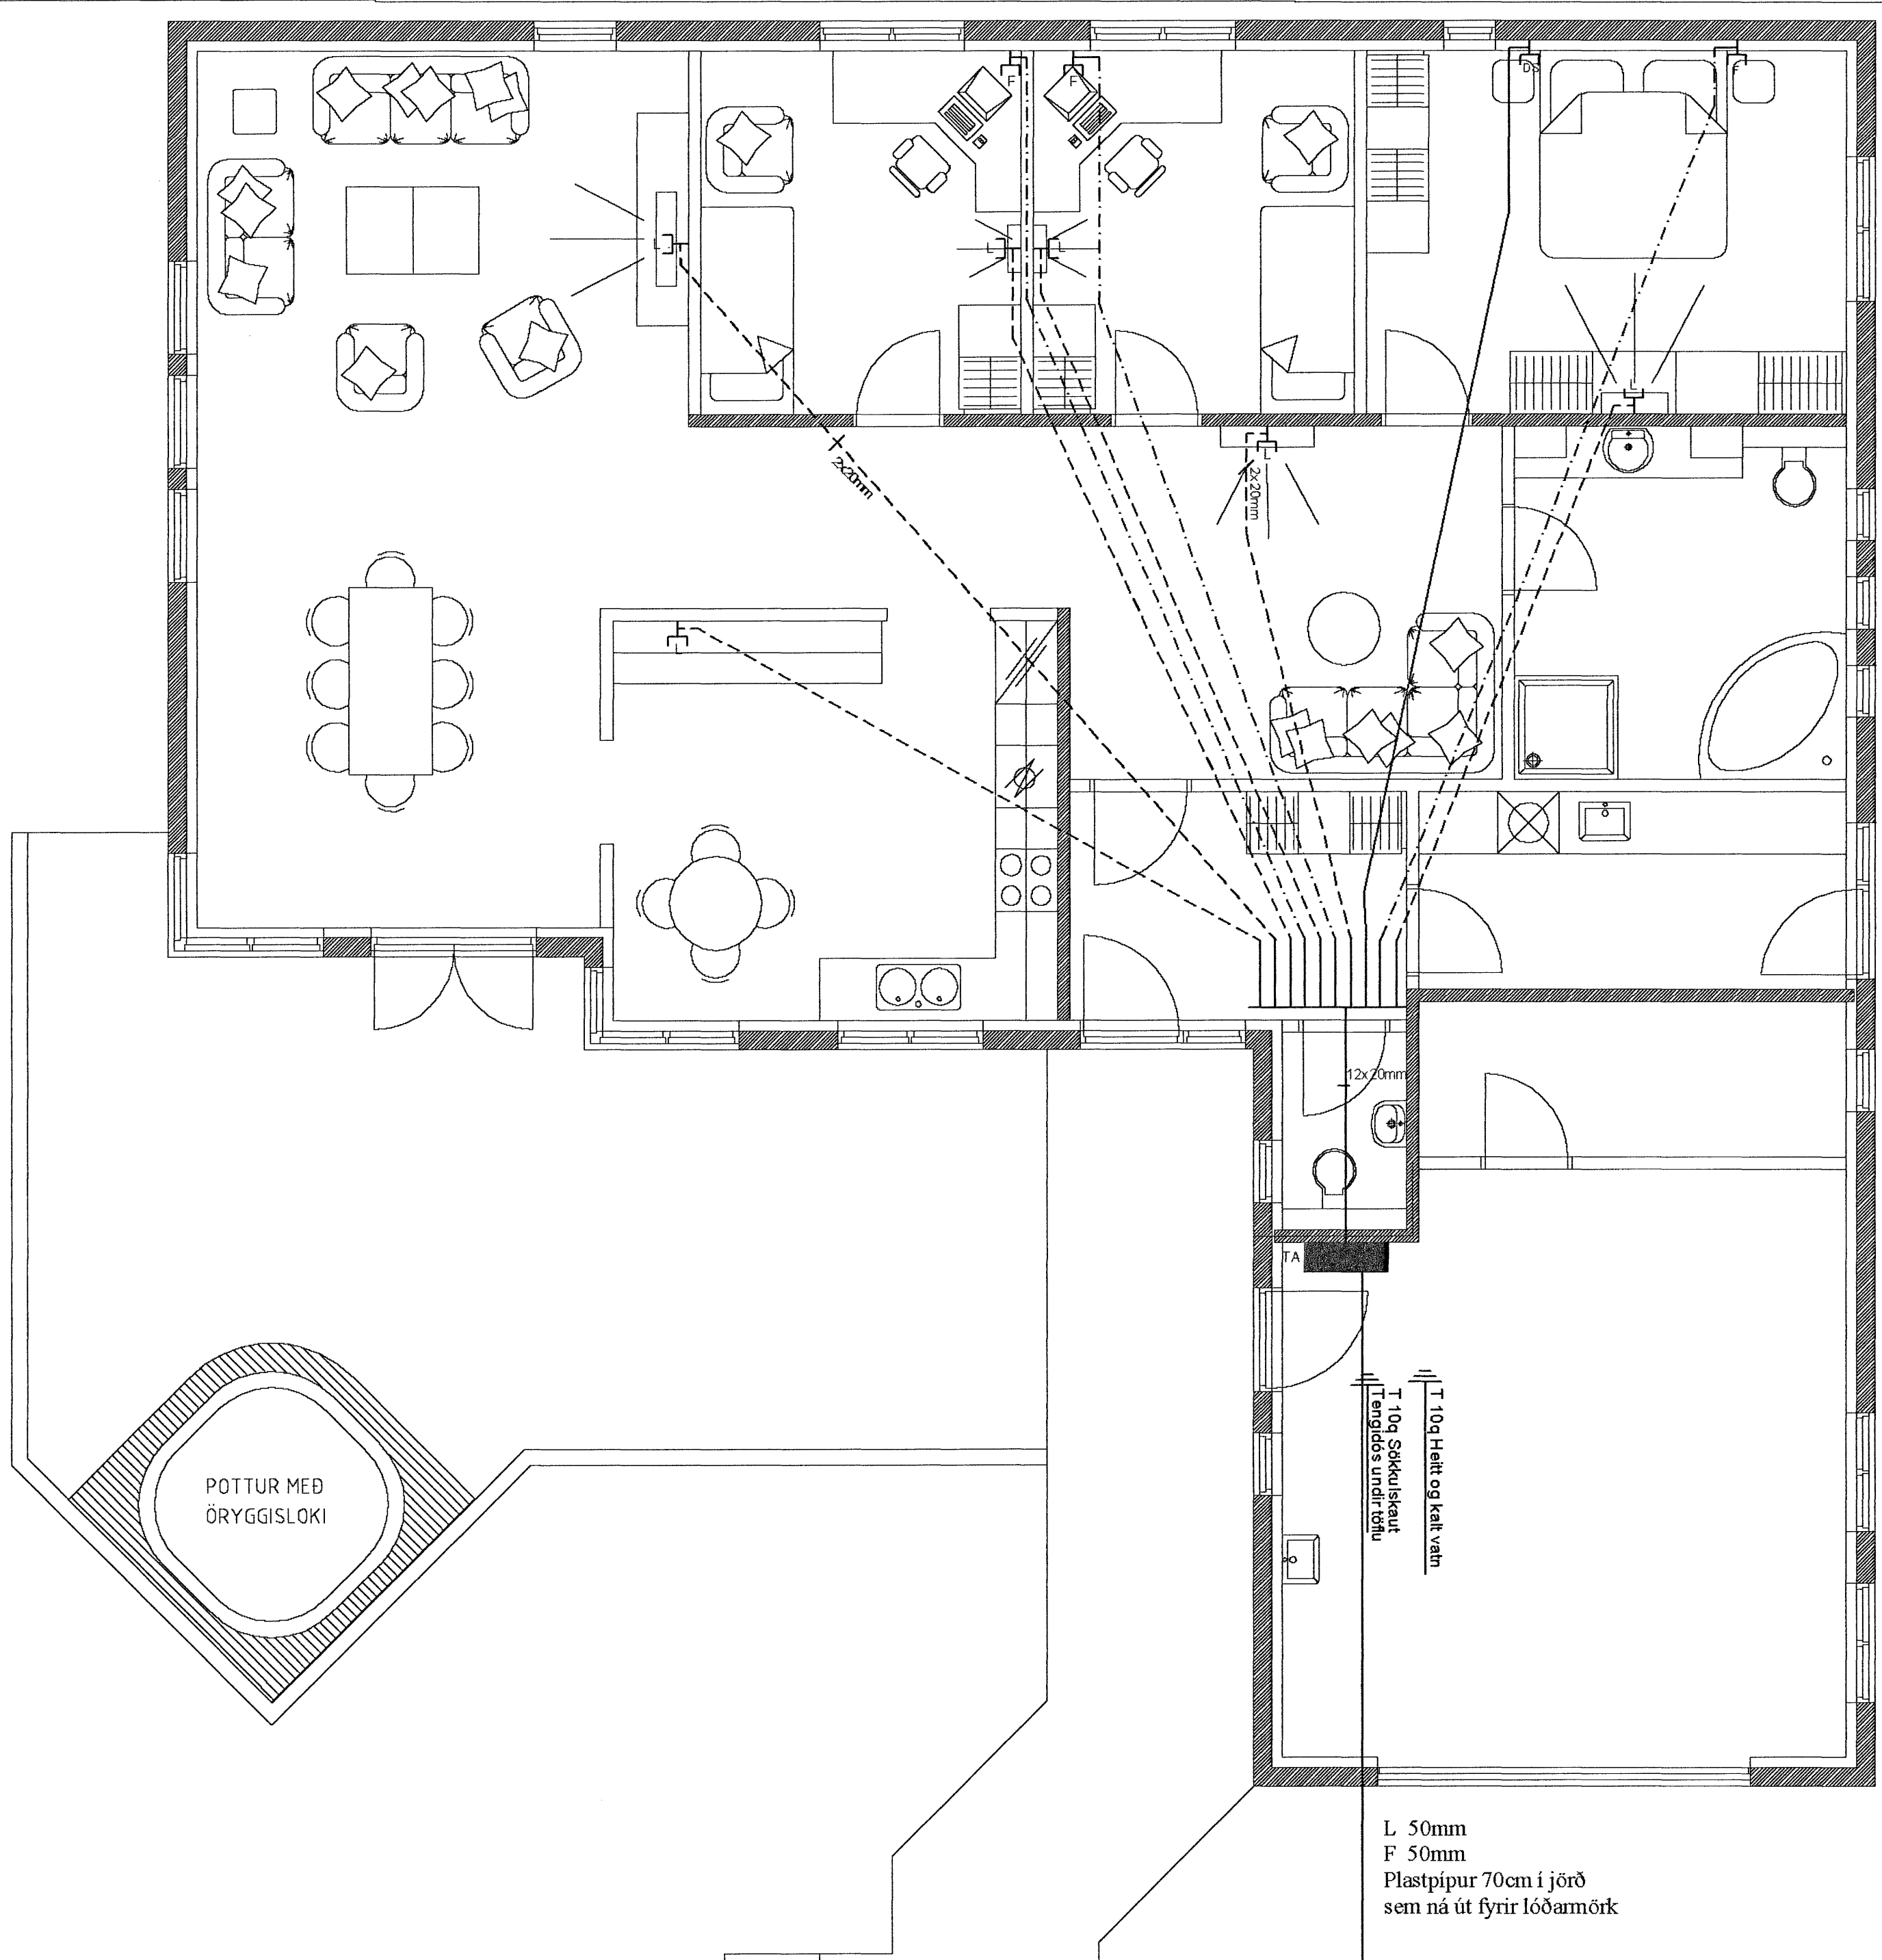 F
F
DS
F
L
L
L
L
L
2x20mm
2x20mm
L
12x20mm
TA
T 10q Heitt og kalt vatn
T 10q Sökkulskaut
Tengidós undir töflu
POTTUR MEÐ
ÖRYGGISLOKI
L 50mm
F 50mm
Plastpípur 70cm í jörð
sem ná út fyrir lóðarmörk